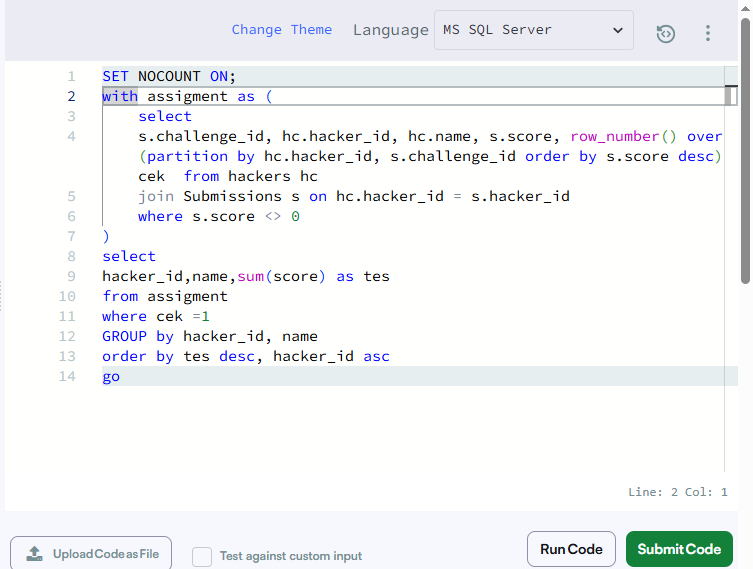 Change Theme Language MS SQL Server
1 SET NOCOUNT ON;
2 with assigment as (
3 select
4 s.challenge_id, hc.hacker_id, hc.name, s.score, row_number() over
(partition by hc.hacker_id, s.challenge_id order by s.score desc)
cek  from hackers hc
5 join Submissions s on hc.hacker_id = s.hacker_id
6 where s.score <> 0
7 )
8 select
9 hacker_id,name,sum(score) as tes
10 from assigment
11 where cek =1
12 GROUP by hacker_id, name
13 order by tes desc, hacker_id asc
14 go
Line: 2 Col: 1
Upload Code as File Test against custom input Run Code Submit Code